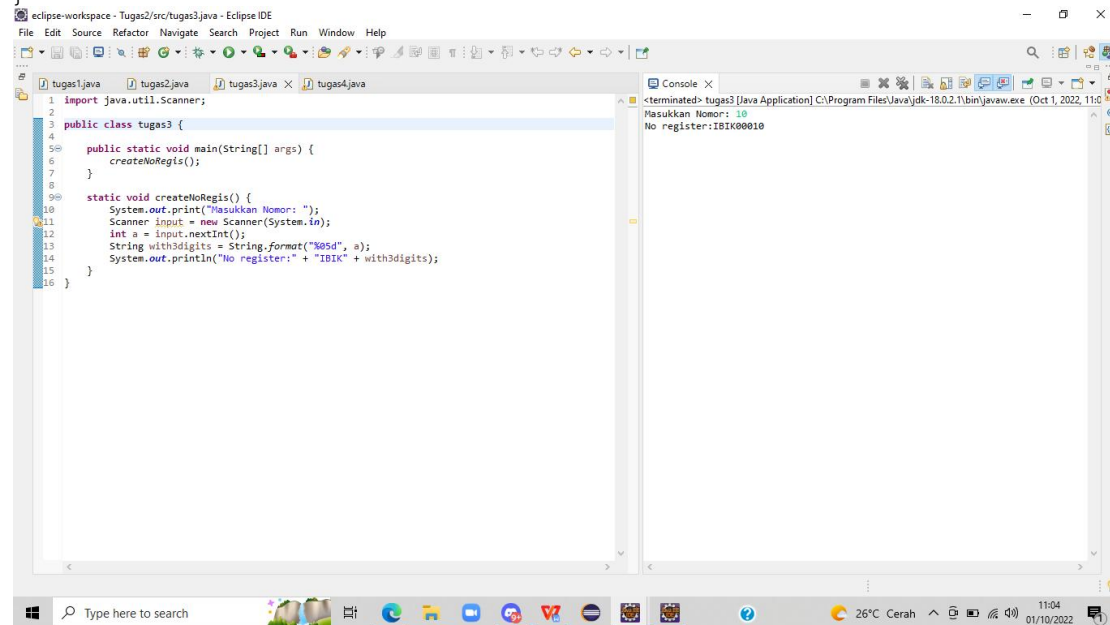 eclipse-workspace - Tugas2/src/tugas3.java - Eclipse IDE
File Edit Source Refactor Navigate Search Project Run Window Help
tugas1.java tugas2.java tugas3.java tugas4.java
1 import java.util.Scanner;
2
3 public class tugas3 {
4
5 public static void main(String[] args) {
6 createNoRegis();
7 }
8
9 static void createNoRegis() {
10 System.out.print("Masukkan Nomor: ");
11 Scanner input = new Scanner(System.in);
12 int a = input.nextInt();
13 String with3digits = String.format("%05d", a);
14 System.out.println("No register:" + "IBIK" + with3digits);
15 }
16 }
Console
<terminated> tugas3 [Java Application] C:\Program Files\Java\jdk-18.0.2.1\bin\javaw.exe (Oct 1, 2022, 11:0
Masukkan Nomor: 10
No register:IBIK00010
Type here to search
26°C Cerah
11:04
01/10/2022